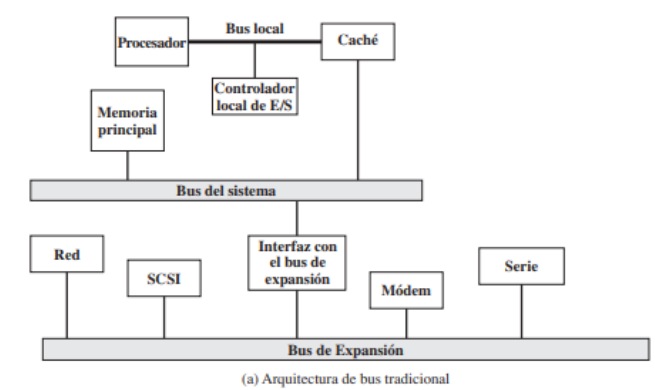 Bus local
Procesador
Caché
Controlador
local de E/S
Memoria
principal
Bus del sistema
Red
SCSI
Interfaz con
el bus de
expansión
Módem
Serie
Bus de Expansión
(a) Arquitectura de bus tradicional